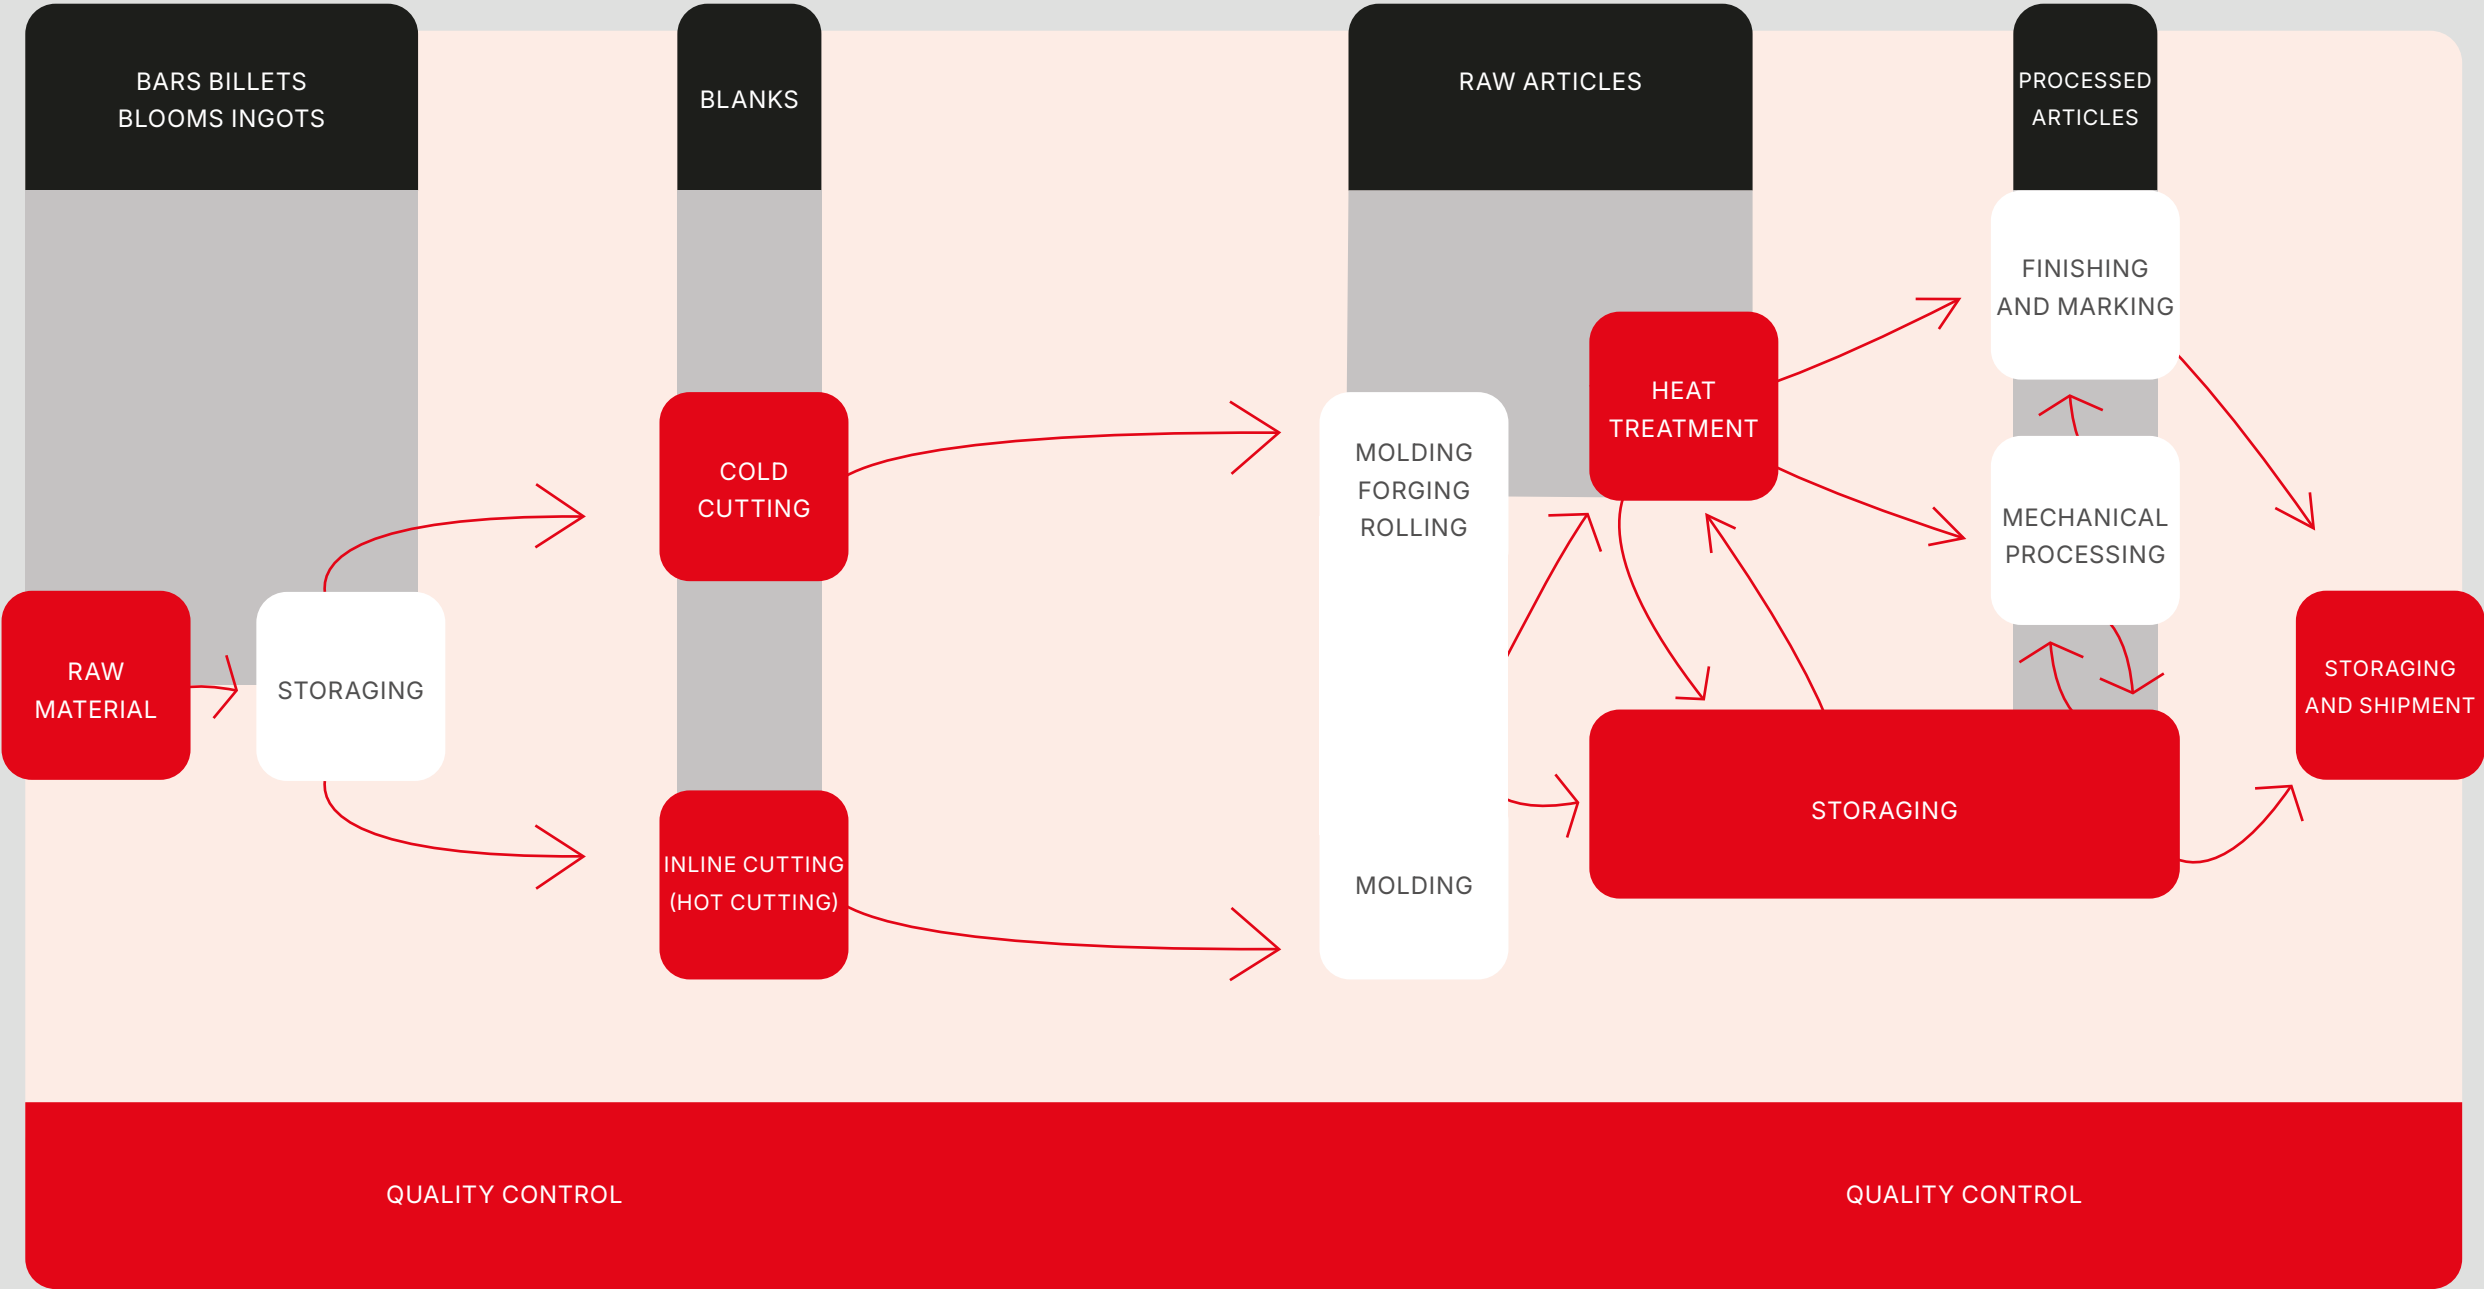 BARS BILLETS
BLOOMS INGOTS
BLANKS
RAW ARTICLES
PROCESSED
ARTICLES
RAW
MATERIAL
STORAGING
COLD
CUTTING
INLINE CUTTING
(HOT CUTTING)
MOLDING
FORGING
ROLLING
MOLDING
HEAT
TREATMENT
FINISHING
AND MARKING
MECHANICAL
PROCESSING
STORAGING
STORAGING
AND SHIPMENT
QUALITY CONTROL
QUALITY CONTROL